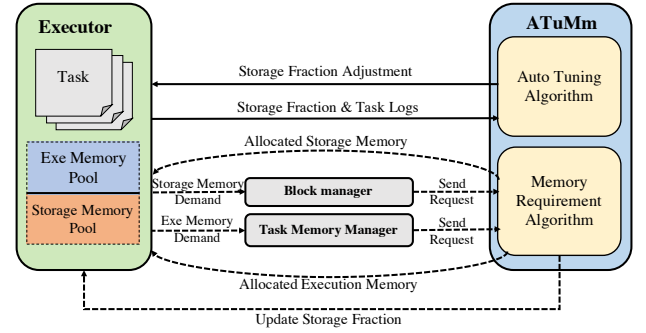 Executor
ATuMm
Task
Storage Fraction Adjustment
Auto Tuning
Algorithm
Storage Fraction & Task Logs
Allocated Storage Memory
Exe Memory
Pool
Storage Memory
Demand
Block manager
Send
Request
Memory
Requirement
Algorithm
Storage Memory
Pool
Exe Memory
Demand
Task Memory Manager
Send
Request
Allocated Execution Memory
Update Storage Fraction